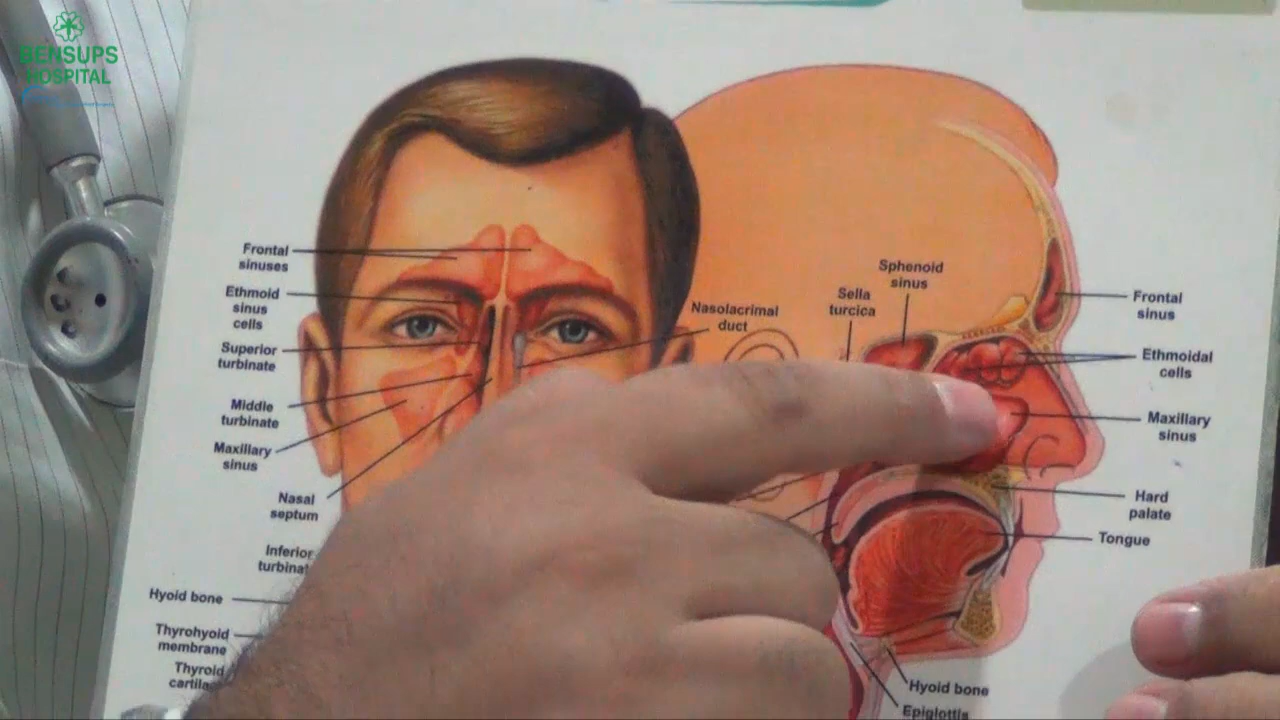 BENSUPS
HOSPITAL
Frontal
sinuses
Ethmoid
sinus
cells
Superior
turbinate
Middle
turbinate
Maxillary
sinus
Nasal
septum
Inferior
turbinat
Hyoid bone
Thyrohyoid
membrane
Thyroid
cartila
Nasolacrimal
duct
Sella
turcica
Sphenoid
sinus
Frontal
sinus
Ethmoidal
cells
Maxillary
sinus
Hard
palate
Tongue
Hyoid bone
Epiglottis